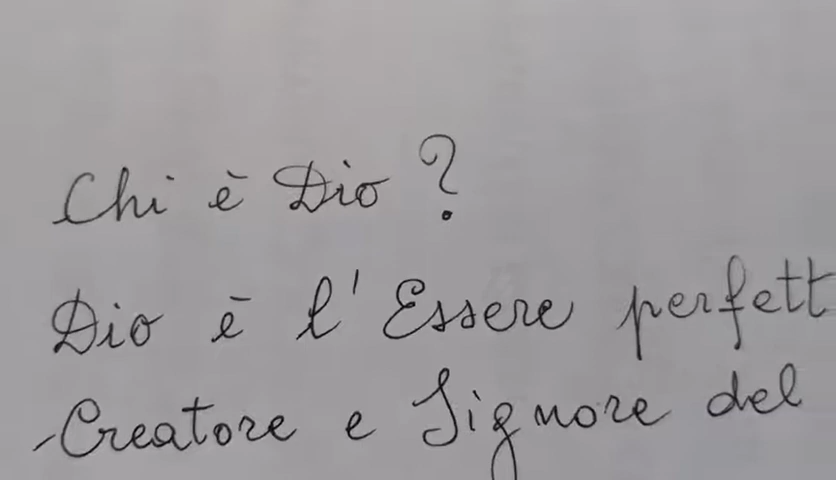 Chi è Dio?
Dio è l'Essere perfett
Creatore e Signore del